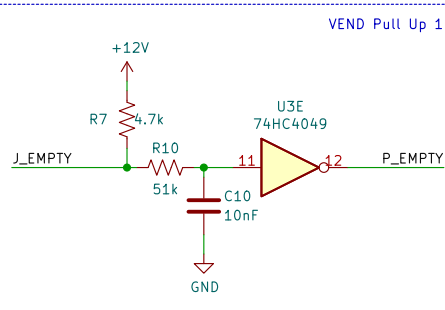 VEND Pull Up 1
+12V
R7
4.7k
U3E
74HC4049
J_EMPTY
R10
11
12
P_EMPTY
51k
C10
10nF
GND